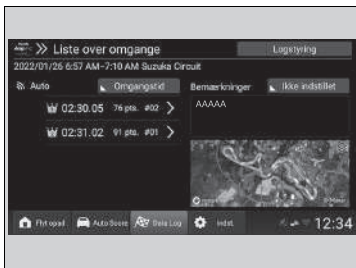 Liste over omgange
Logstyring
2022/01/26 6:57 AM-7:10 AM Suzuka Circuit
Auto
Omgangstid
Bemærkninger
Ikke indstillet
02:30.05 76 pts. #02
AAAAA
02:31.02 91 pts. #01
Flyt opad
Auto Score
Data Log
Indst.
12:34